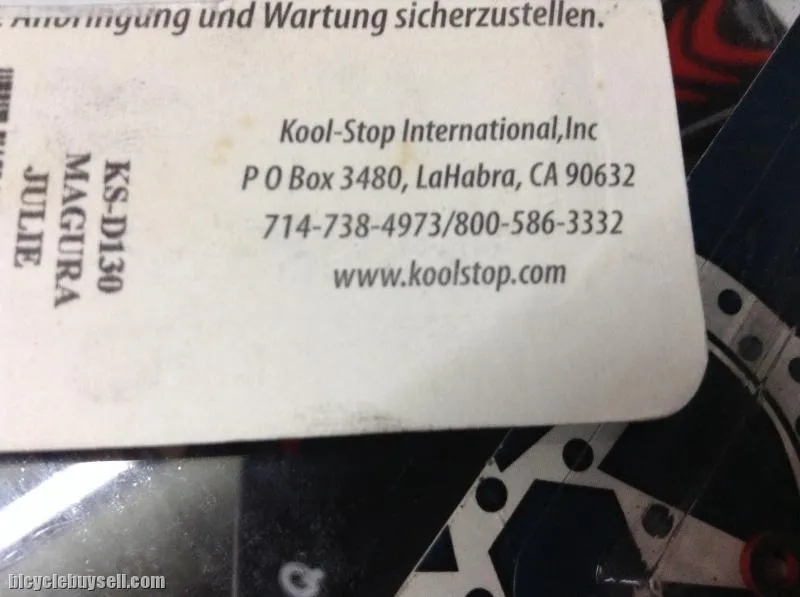 Anbringung und Wartung sicherzustellen.
Kool-Stop International,Inc
P O Box 3480, LaHabra, CA 90632
714-738-4973/800-586-3332
www.koolstop.com
KS-D130
MAGURA
JULIE
bicyclebuysell.com